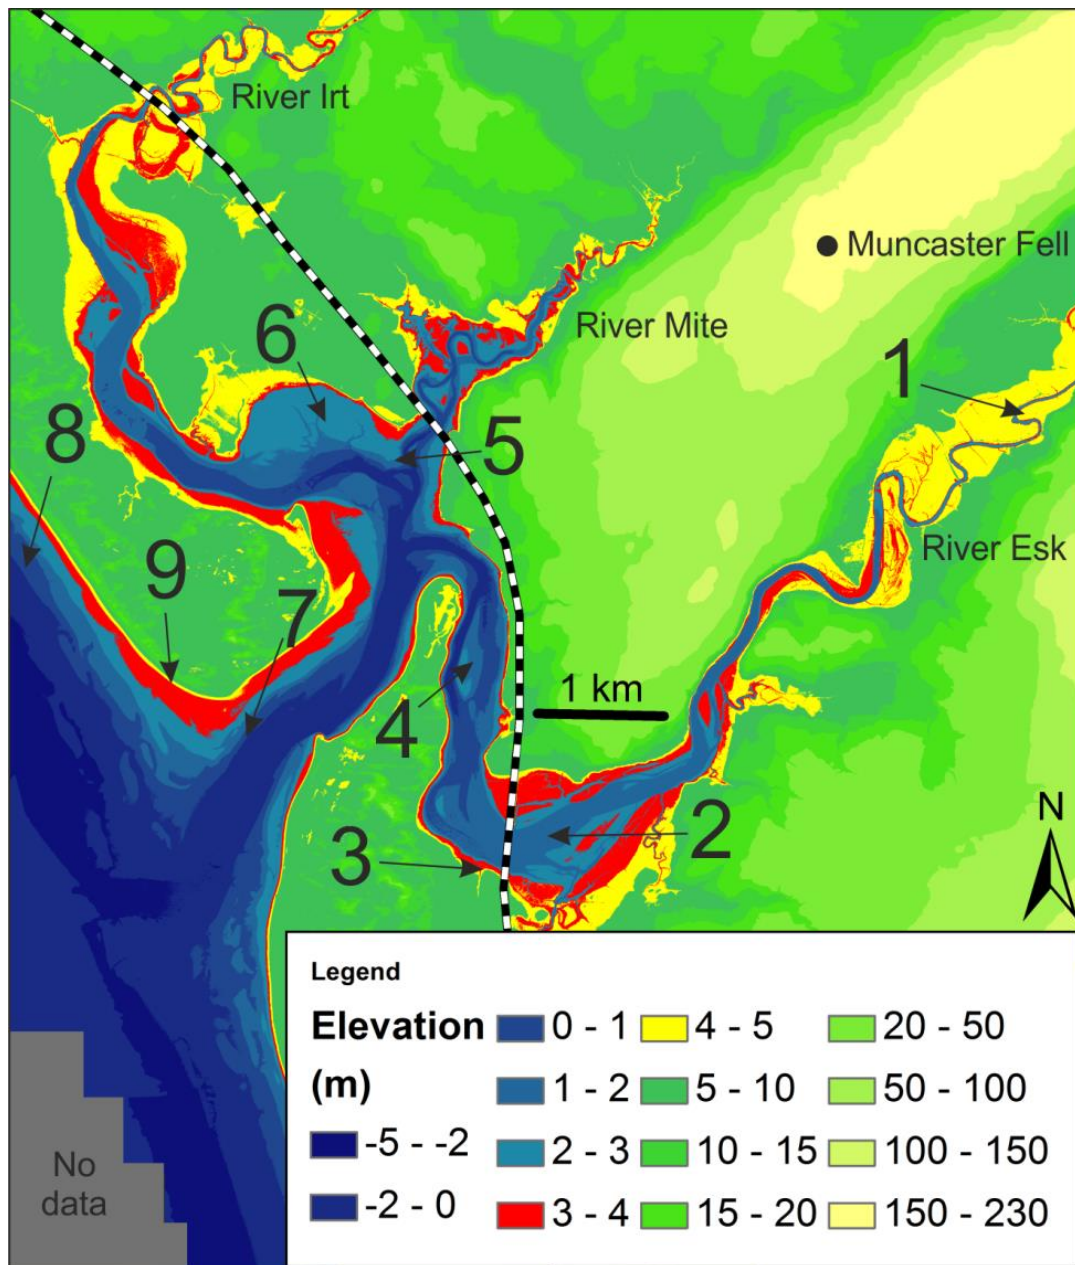 River Irt
Muncaster Fell
River Mite
1
6
5
8
River Esk
9
7
1 km
4
N
2
3
Legend
Elevation
(m)
-5 - -2
-2 - 0
0 - 1
1 - 2
2 - 3
3 - 4
4 - 5
5 - 10
10 - 15
15 - 20
20 - 50
50 - 100
100 - 150
150 - 230
No
data